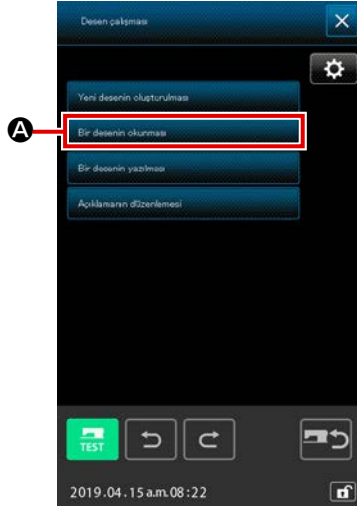 Desen çalışması
Yeni desenin oluşturulması
A
Bir desenin okunması
Bir desenin yazılması
Açıklamanın düzenlemesi
TEST
2019.04.15 a.m.08:22